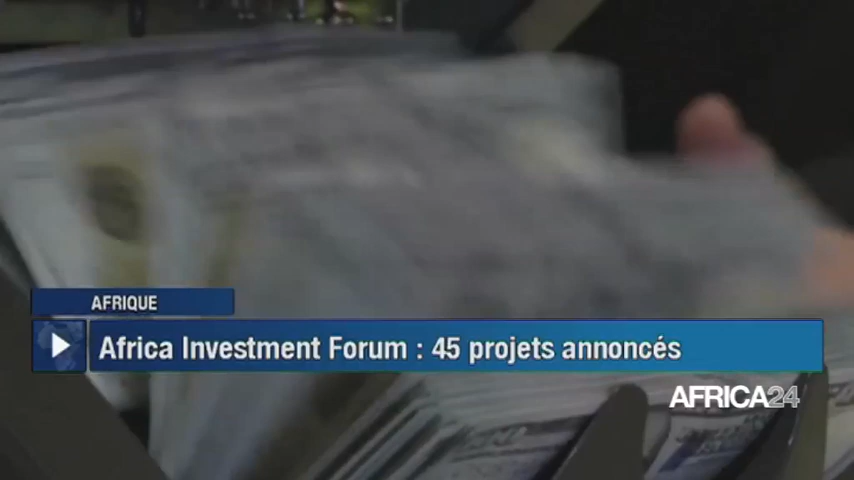 AFRIQUE
Africa Investment Forum : 45 projets annoncés
AFRICA24